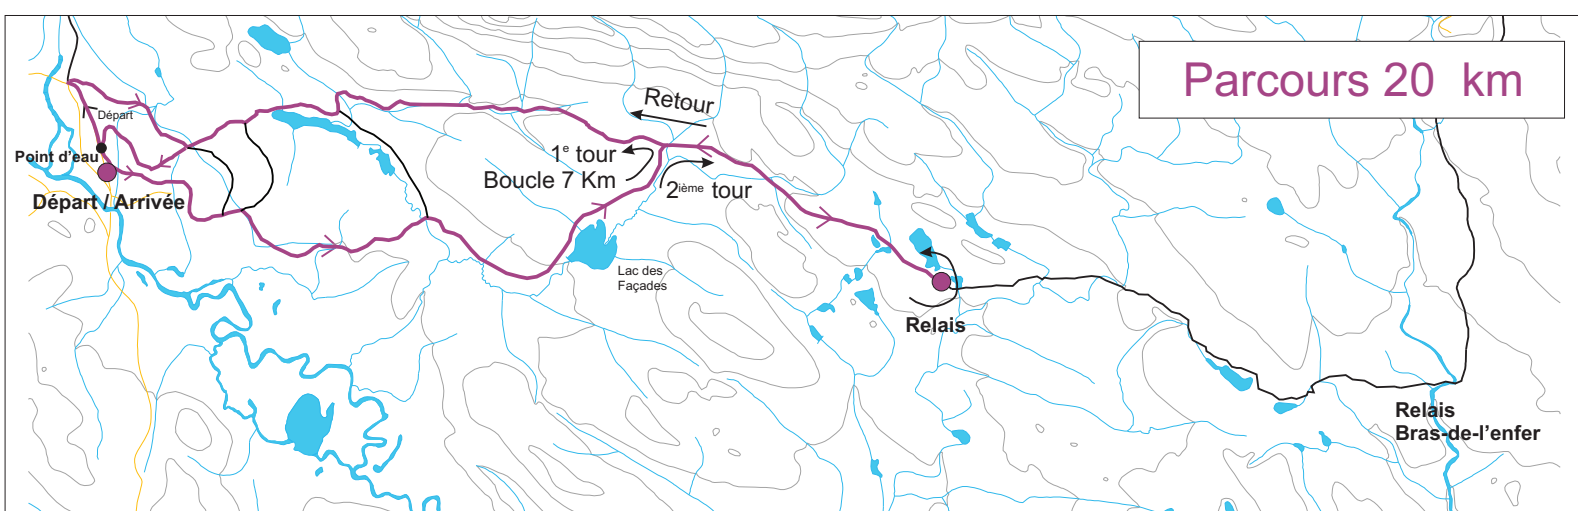 Parcours 20 km
Retour
Départ
Point d'eau
1e tour
Boucle 7 Km
2ième tour
Départ / Arrivée
Lac des
Façades
Relais
Relais
Bras-de-l'enfer